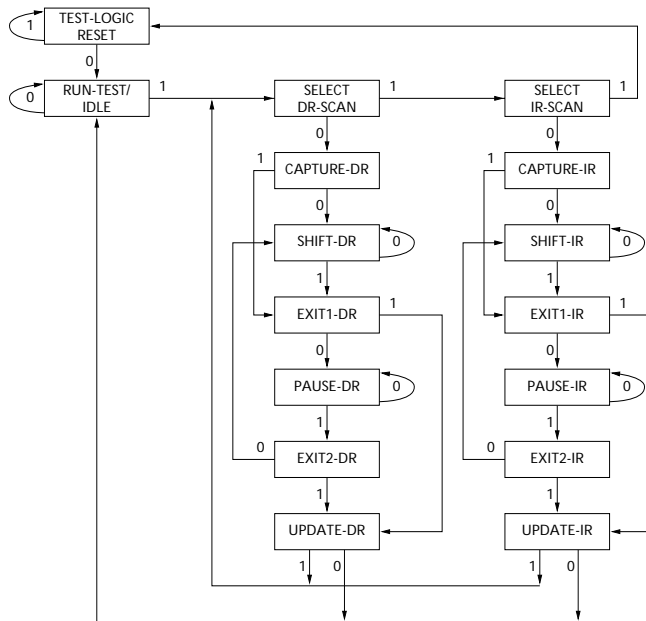 TEST-LOGIC
RESET
1
0
RUN-TEST/
IDLE
0
1
SELECT
DR-SCAN
1
SELECT
IR-SCAN
1
0
0
1
CAPTURE-DR
1
CAPTURE-IR
0
0
SHIFT-DR
0
SHIFT-IR
0
1
1
EXIT1-DR
1
EXIT1-IR
1
0
0
PAUSE-DR
0
PAUSE-IR
0
1
1
0
EXIT2-DR
0
EXIT2-IR
1
1
UPDATE-DR
UPDATE-IR
1
0
1
0